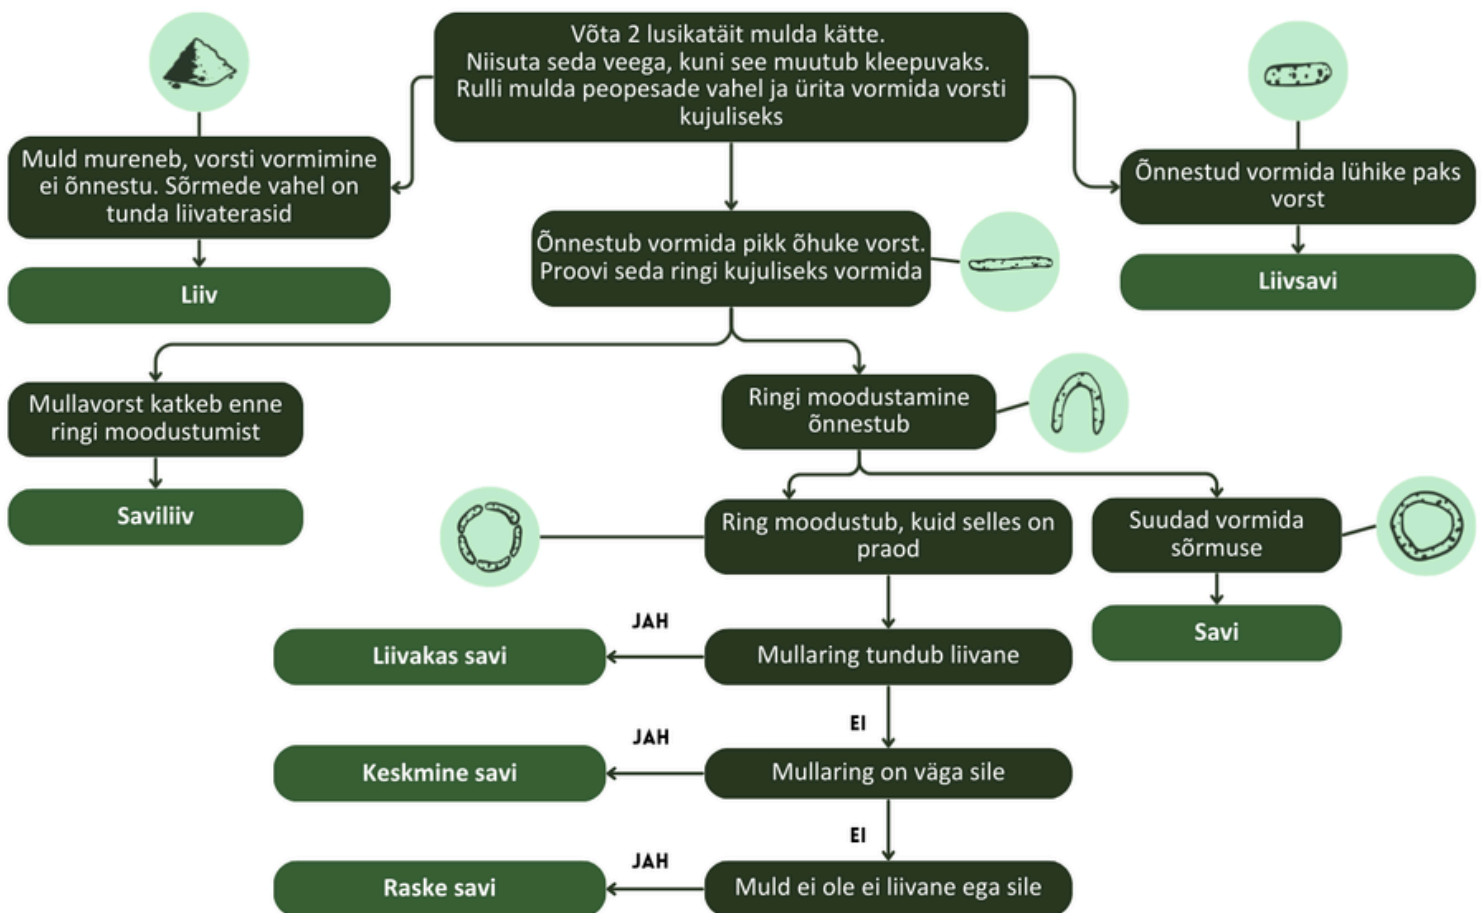 Võta 2 lusikatäit mulda kätte.
Niisuta seda veega, kuni see muutub kleepuvaks.
Rulli mulda peopesade vahel ja ürita vormida vorsti
kujuliseks
Muld mureneb, vorsti vormimine
ei õnnestu. Sõrmede vahel on
tunda liivaterasid
Liiv
Õnnestub vormida pikk õhuke vorst.
Proovi seda ringi kujuliseks vormida
Õnnestud vormida lühike paks
vorst
Liivsavi
Mullavorst katkeb enne
ringi moodustumist
Saviliiv
Ringi moodustamine
õnnestub
Ring moodustub, kuid selles on
praod
Suudad vormida
sõrmuse
Savi
Mullaring tundub liivane
JAH
Liivakas savi
EI
Mullaring on väga sile
JAH
Keskmine savi
EI
Muld ei ole ei liivane ega sile
JAH
Raske savi